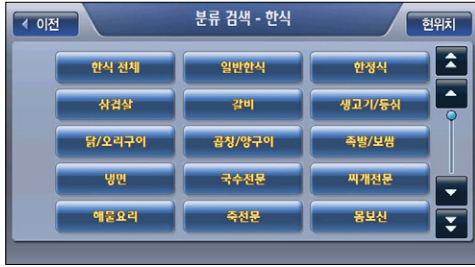 이전 분류 검색 - 한식 현위치
한식 전체 일반한식 한정식
삼겹살 갈비 생고기/등심
닭/오리구이 곱창/양구이 족발/보쌈
냉면 국수전문 찌개전문
해물요리 죽전문 몸보신